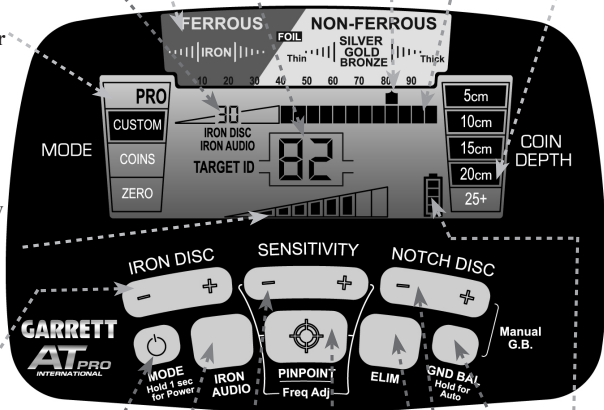 FERROUS
NON-FERROUS
IRON
FOIL
Thin
SILVER
GOLD
BRONZE
Thick
10 20 30 40 50 60 70 80 90
PRO
CUSTOM
COINS
ZERO
MODE
30
IRON DISC
IRON AUDIO
TARGET ID
82
5cm
10cm
15cm
20cm
25+
COIN
DEPTH
IRON DISC
SENSITIVITY
NOTCH DISC
- +
- +
- +
Manual
G.B.
GARRETT
AT PRO
INTERNATIONAL
MODE
Hold 1 sec
for Power
IRON
AUDIO
PINPOINT
Freq Adj
ELIM
GND BAL
Hold for
Auto